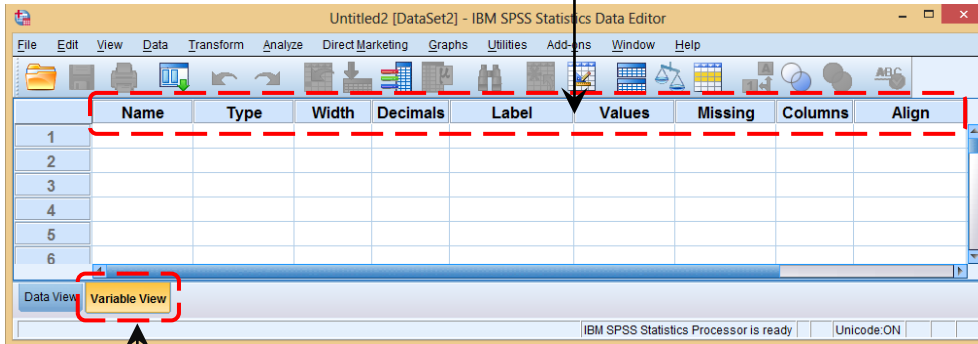 Untitled2 [DataSet2] - IBM SPSS Statistics Data Editor
File Edit View Data Transform Analyze Direct Marketing Graphs Utilities Add-ons Window Help
Name Type Width Decimals Label Values Missing Columns Align
1
2
3
4
5
6
Data View Variable View
IBM SPSS Statistics Processor is ready Unicode:ON